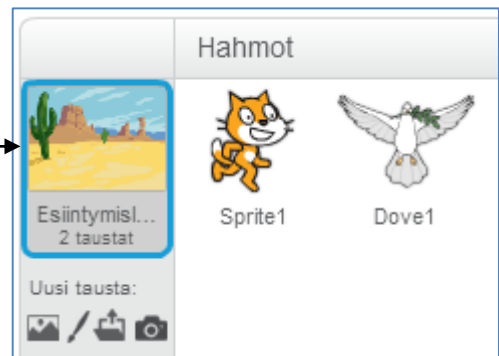 Hahmot
Esiintymisl...
2 taustat
Sprite1
Dove1
Uusi tausta: